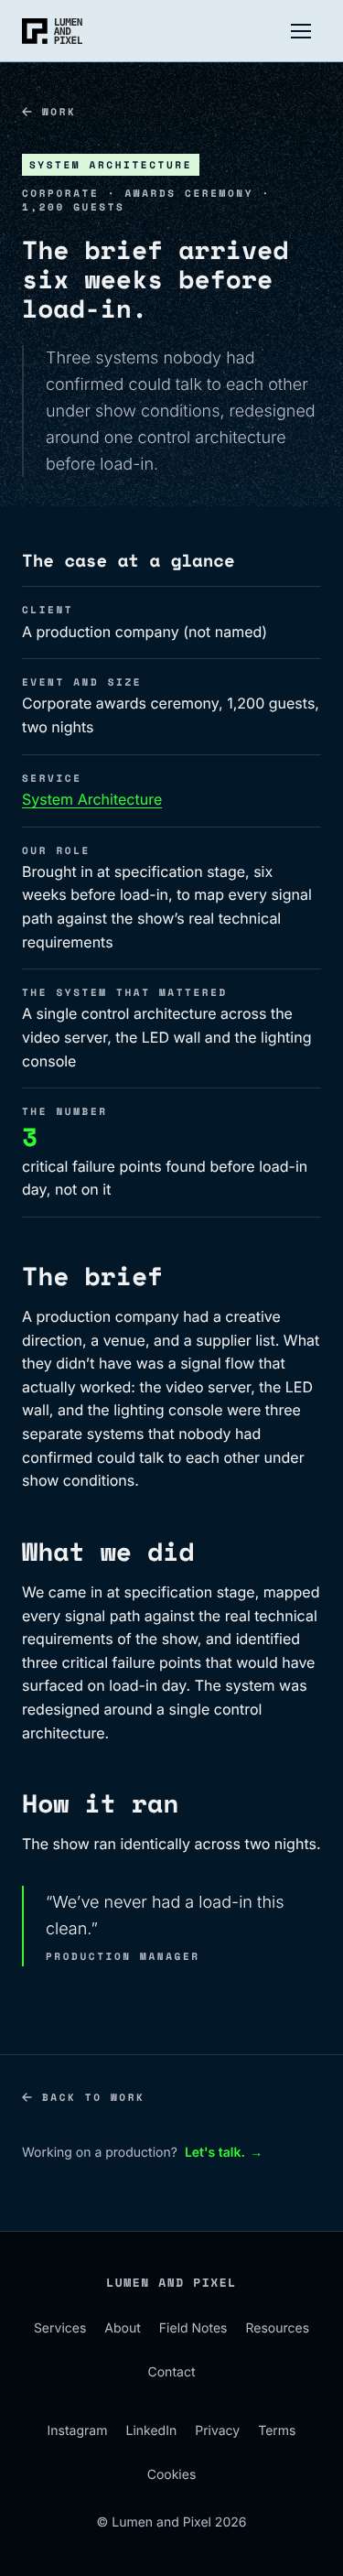 LUMEN
AND
PIXEL
← WORK
SYSTEM ARCHITECTURE
CORPORATE · AWARDS CEREMONY ·
1,200 GUESTS
The brief arrived
six weeks before
load-in.
Three systems nobody had
confirmed could talk to each other
under show conditions, redesigned
around one control architecture
before load-in.
The case at a glance
CLIENT
A production company (not named)
EVENT AND SIZE
Corporate awards ceremony, 1,200 guests,
two nights
SERVICE
System Architecture
OUR ROLE
Brought in at specification stage, six
weeks before load-in, to map every signal
path against the show’s real technical
requirements
THE SYSTEM THAT MATTERED
A single control architecture across the
video server, the LED wall and the lighting
console
THE NUMBER
3
critical failure points found before load-in
day, not on it
The brief
A production company had a creative
direction, a venue, and a supplier list. What
they didn’t have was a signal flow that
actually worked: the video server, the LED
wall, and the lighting console were three
separate systems that nobody had
confirmed could talk to each other under
show conditions.
What we did
We came in at specification stage, mapped
every signal path against the real technical
requirements of the show, and identified
three critical failure points that would have
surfaced on load-in day. The system was
redesigned around a single control
architecture.
How it ran
The show ran identically across two nights.
“We’ve never had a load-in this
clean.”
PRODUCTION MANAGER
← BACK TO WORK
Working on a production? Let's talk. →
LUMEN AND PIXEL
Services About Field Notes Resources
Contact
Instagram LinkedIn Privacy Terms
Cookies
© Lumen and Pixel 2026